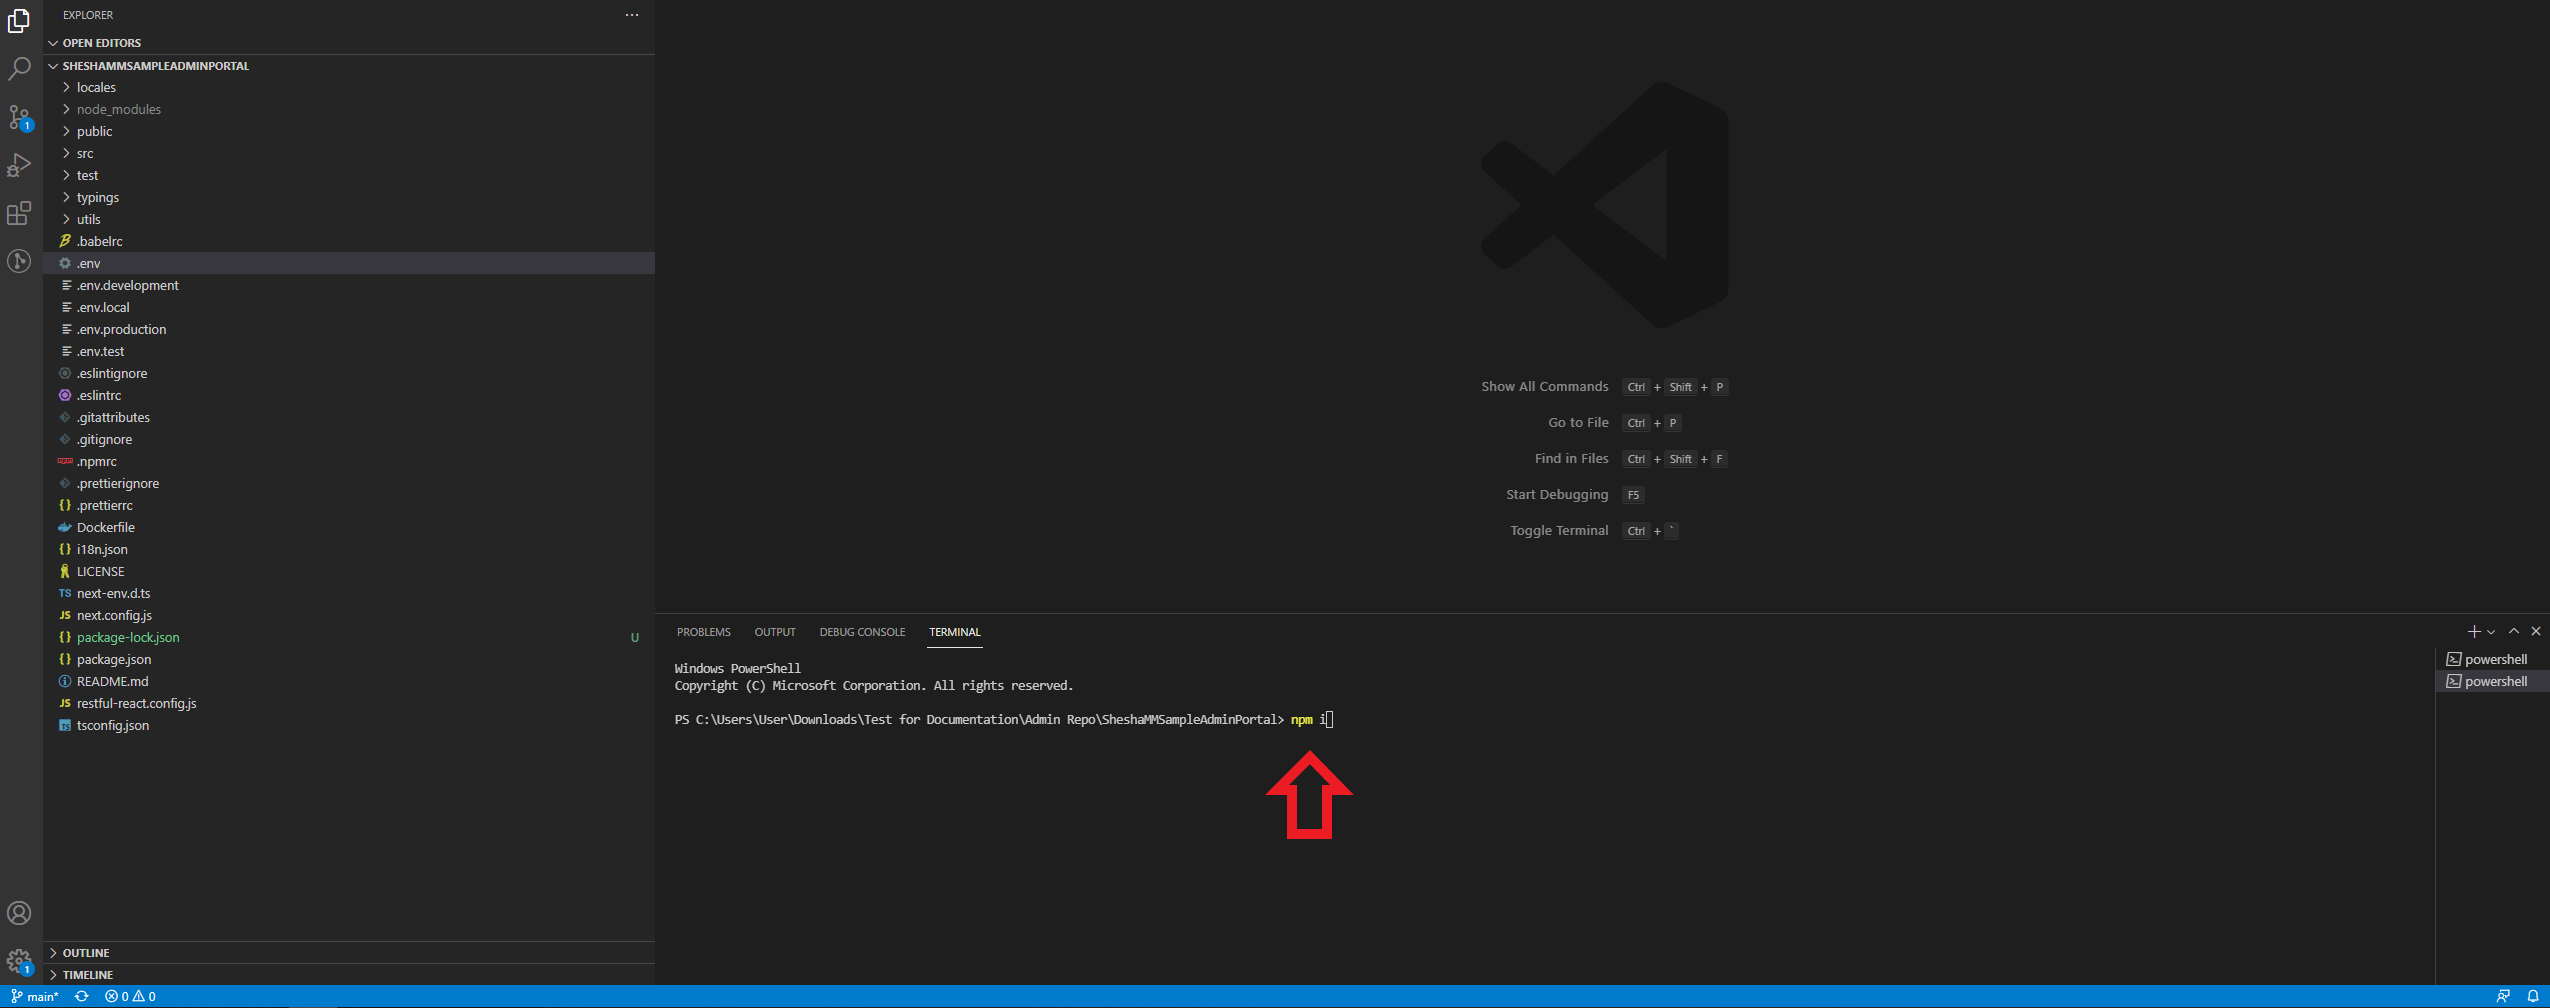 EXPLORER
OPEN EDITORS
SHESHAMMSAMPLEADMINPORTAL
locales
node_modules
public
src
test
typings
utils
.babelrc
.env
.env.development
.env.local
.env.production
.env.test
.eslintignore
.eslintrc
.gitattributes
.gitignore
.npmrc
.prettierignore
.prettierrc
Dockerfile
i18n.json
LICENSE
TS next-env.d.ts
JS next.config.js
package-lock.json U
package.json
README.md
JS restful-react.config.js
tsconfig.json
OUTLINE
TIMELINE
1
1
Show All Commands Ctrl + Shift + P
Go to File Ctrl + P
Find in Files Ctrl + Shift + F
Start Debugging F5
Toggle Terminal Ctrl + `
PROBLEMS OUTPUT DEBUG CONSOLE TERMINAL
Windows PowerShell
Copyright (C) Microsoft Corporation. All rights reserved.
PS C:\Users\User\Downloads\Test for Documentation\Admin Repo\SheshaMMSampleAdminPortal> npm i
powershell
powershell
main* 0 0